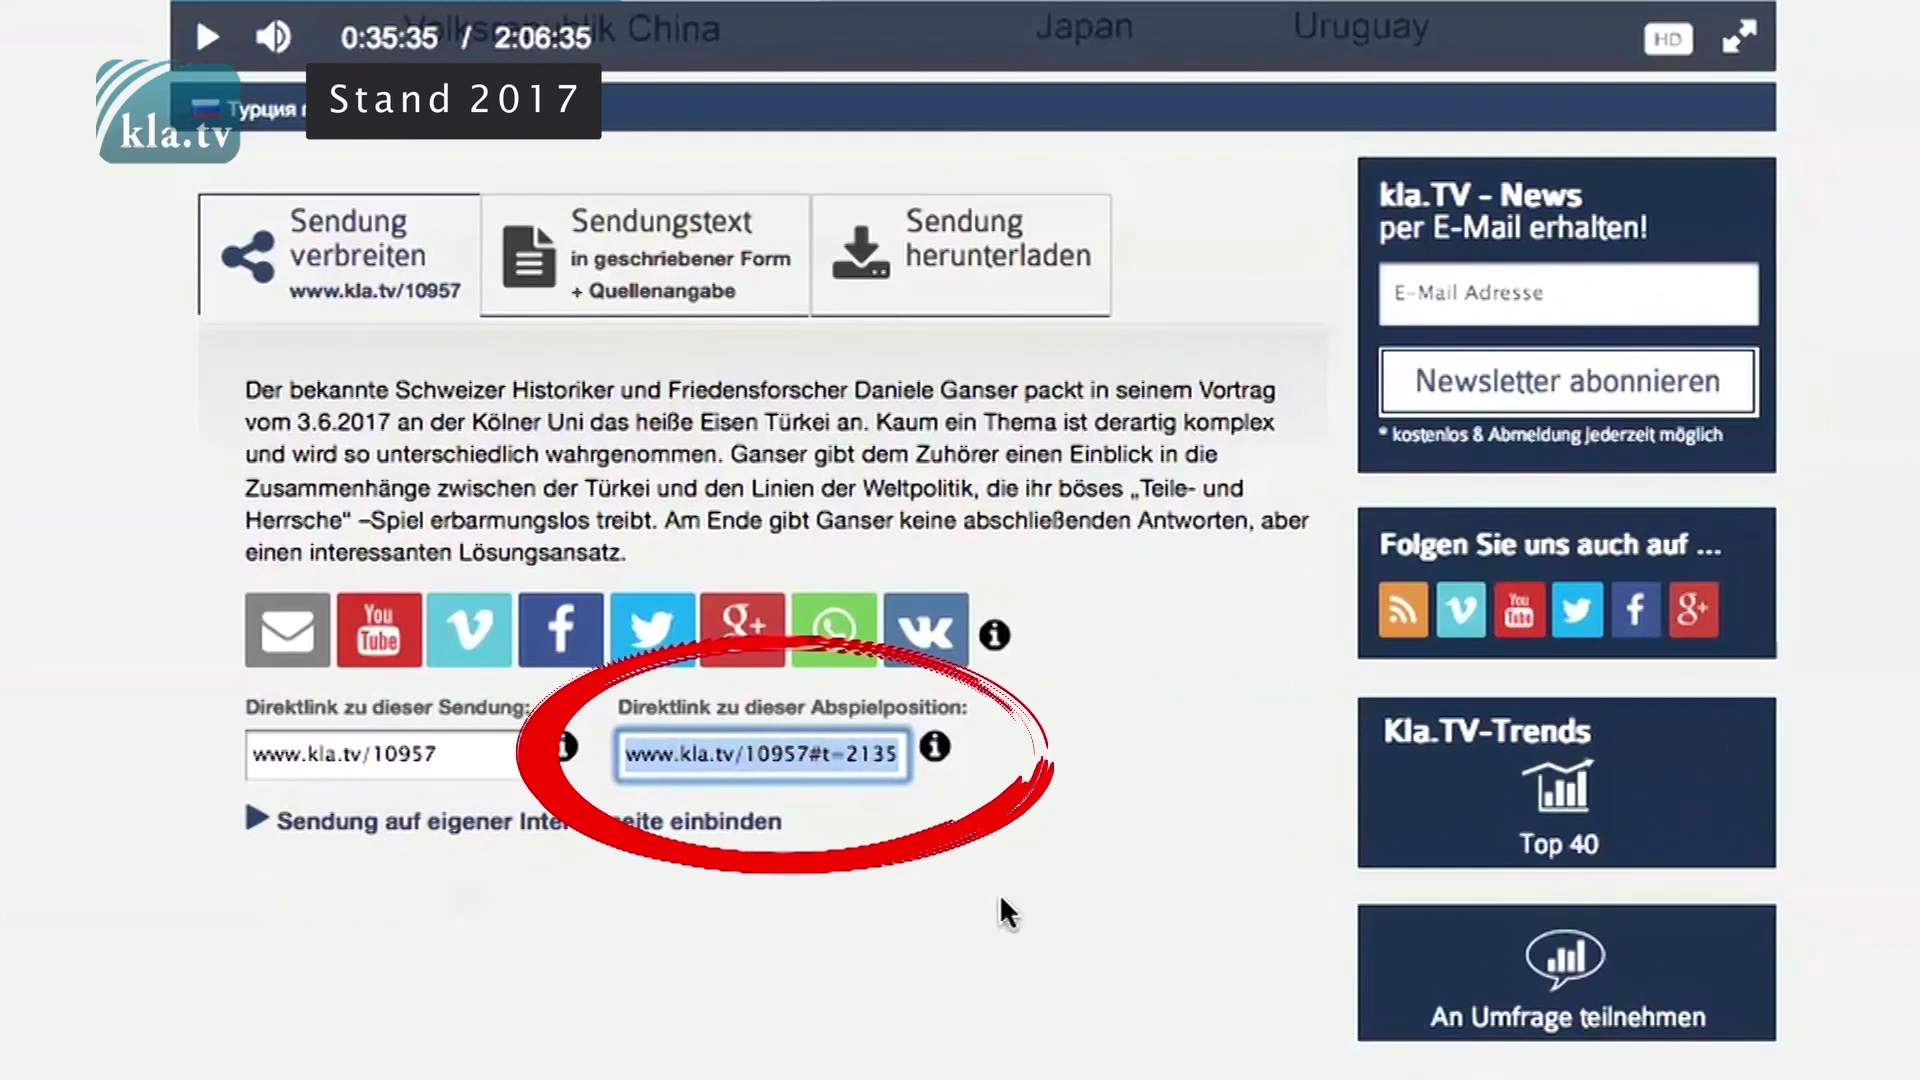 Volksrepublik China
Japan
Uruguay
0:35:35 / 2:06:35
HD
kla.tv
Турция
Stand 2017
Sendung
verbreiten
www.kla.tv/10957
Sendungstext
in geschriebener Form
+ Quellenangabe
Sendung
herunterladen
Der bekannte Schweizer Historiker und Friedensforscher Daniele Ganser packt in seinem Vortrag
vom 3.6.2017 an der Kölner Uni das heiße Eisen Türkei an. Kaum ein Thema ist derartig komplex
und wird so unterschiedlich wahrgenommen. Ganser gibt dem Zuhörer einen Einblick in die
Zusammenhänge zwischen der Türkei und den Linien der Weltpolitik, die ihr böses „Teile- und
Herrsche“ –Spiel erbarmungslos treibt. Am Ende gibt Ganser keine abschließenden Antworten, aber
einen interessanten Lösungsansatz.
You Tube
g+
Direktlink zu dieser Sendung:
www.kla.tv/10957
Direktlink zu dieser Abspielposition:
www.kla.tv/10957#t=2135
Sendung auf eigener Internetseite einbinden
kla.TV - News
per E-Mail erhalten!
E-Mail Adresse
Newsletter abonnieren
* kostenlos & Abmeldung jederzeit möglich
Folgen Sie uns auch auf ...
You Tube
g+
Kla.TV-Trends
Top 40
An Umfrage teilnehmen